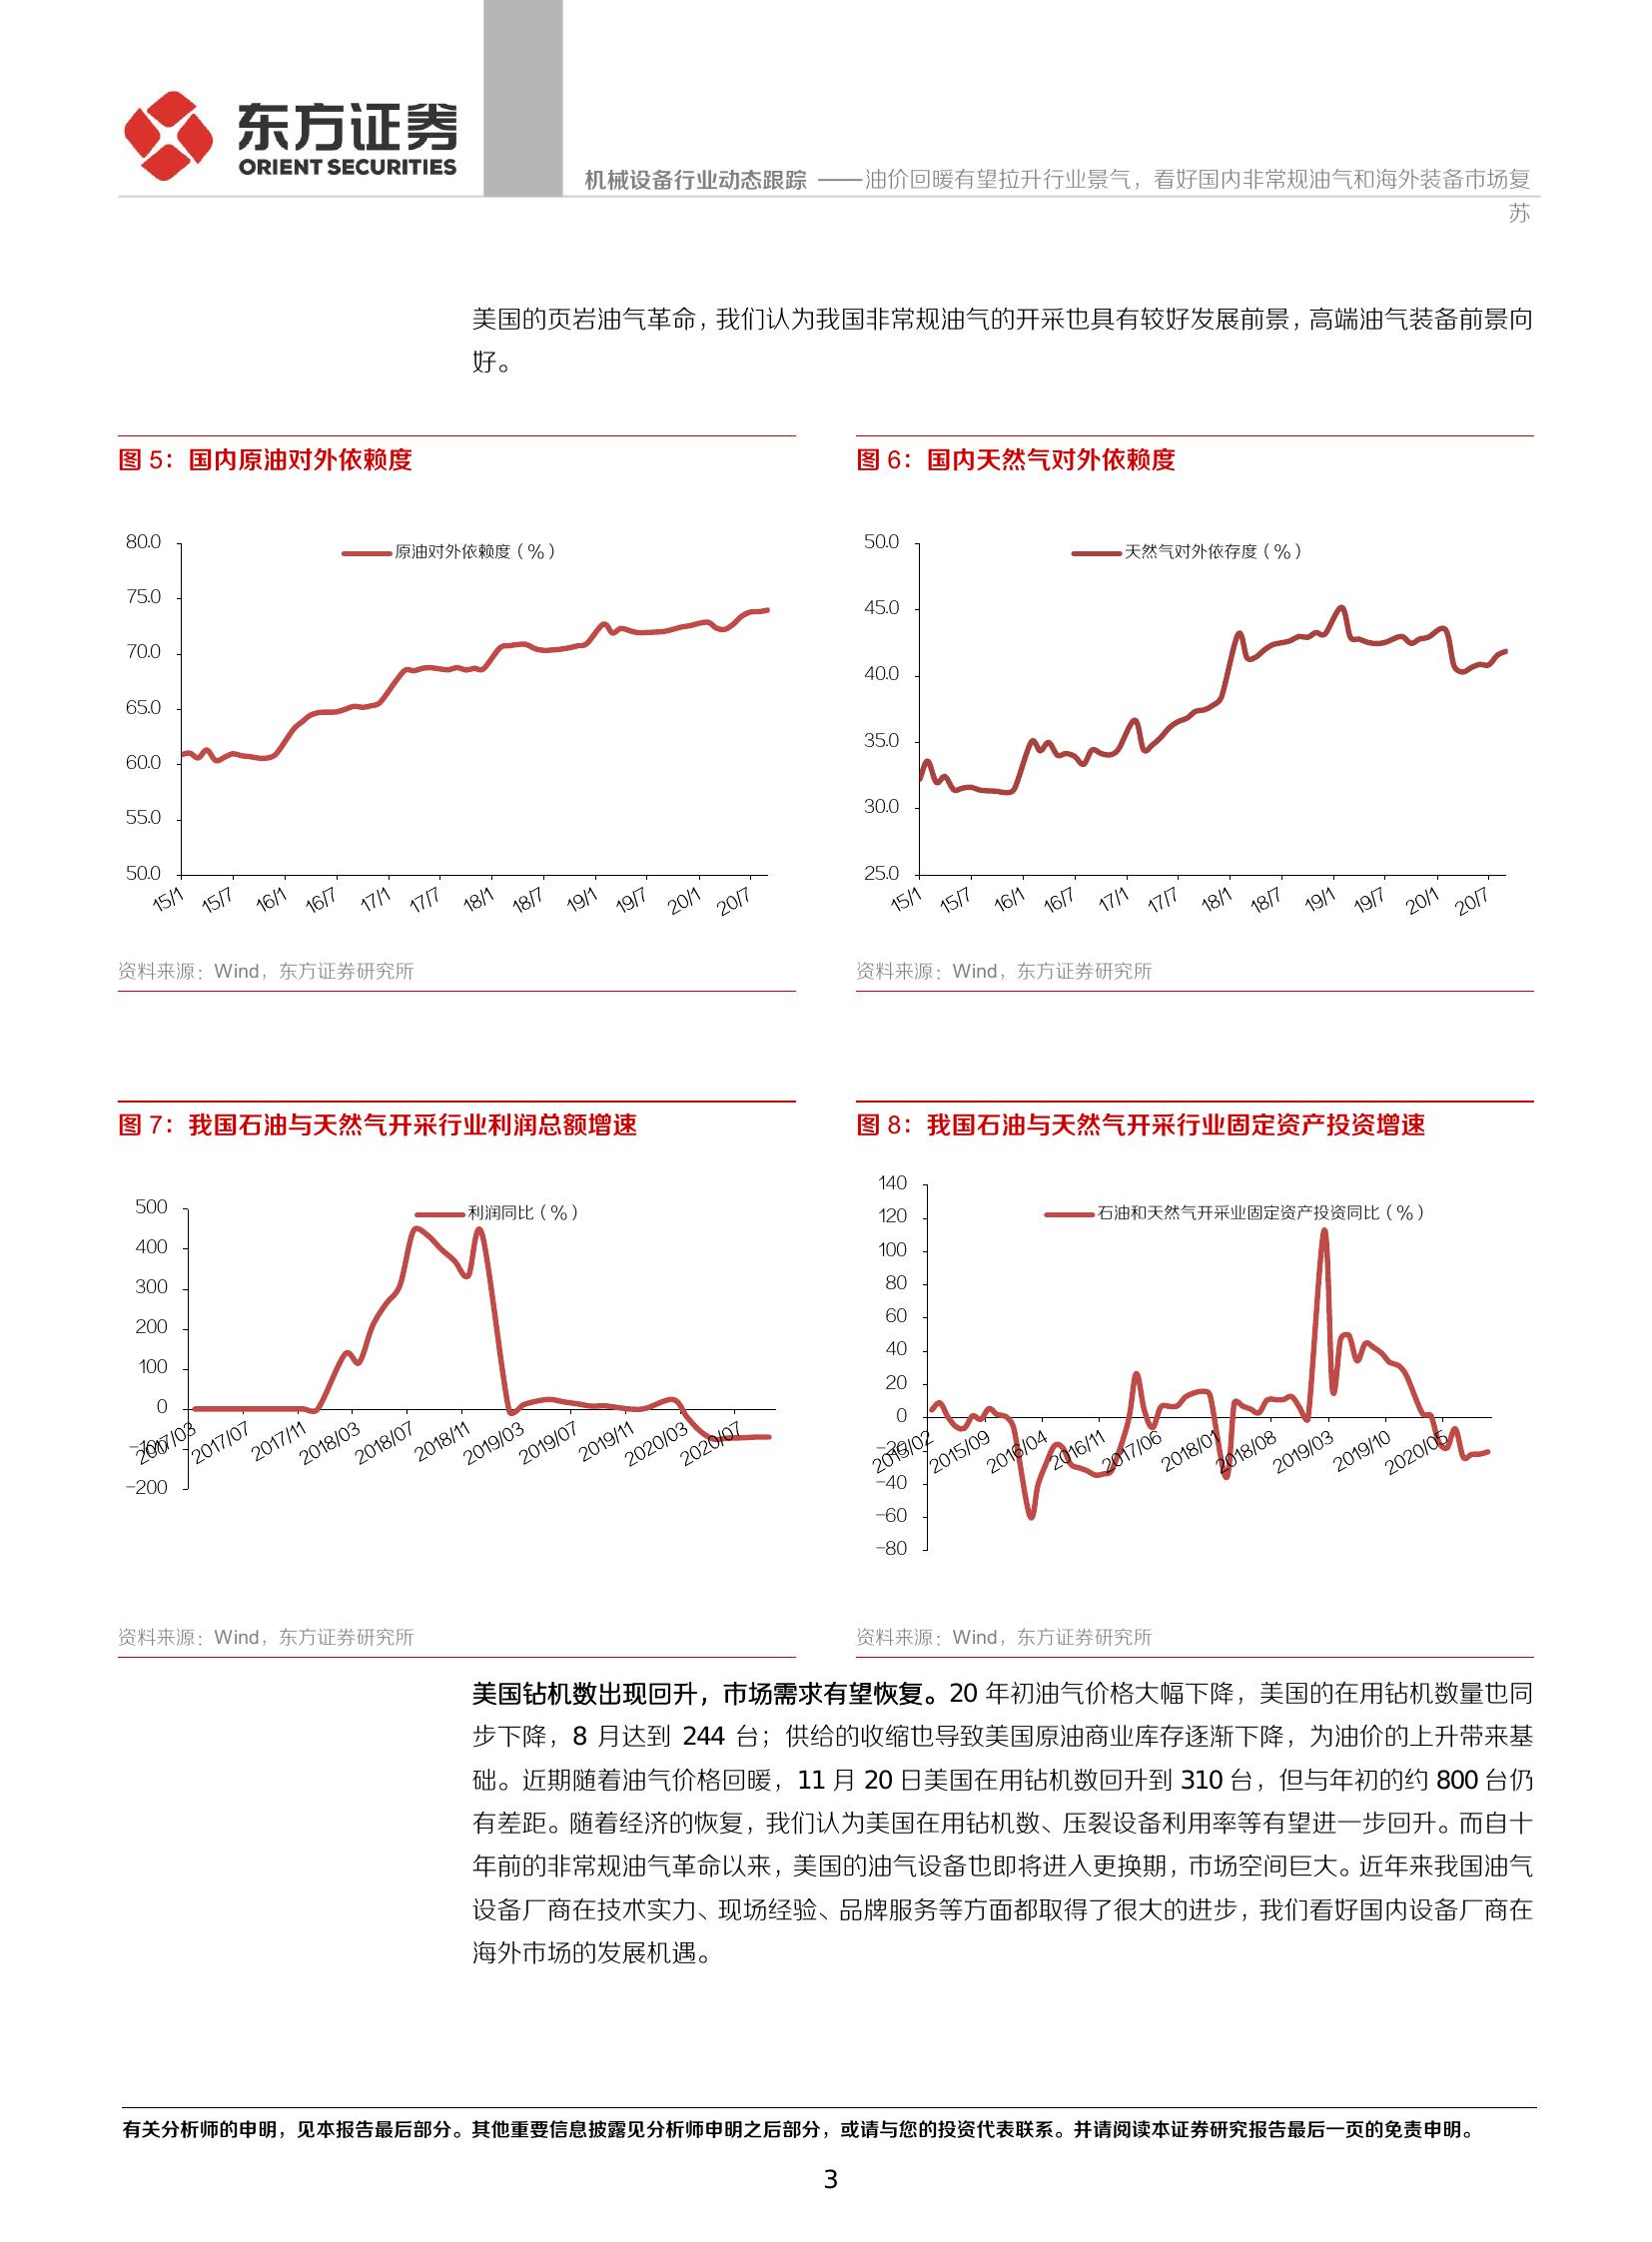 东方证券
ORIENT SECURITIES
机械设备行业动态跟踪 ——油价回暖有望拉升行业景气，看好国内非常规油气和海外装备市场复
苏
美国的页岩油气革命，我们认为我国非常规油气的开采也具有较好发展前景，高端油气装备前景向
好。
图 5：国内原油对外依赖度
原油对外依赖度（%）
80.0
75.0
70.0
65.0
60.0
55.0
50.0
15/1 15/7 16/1 16/7 17/1 17/7 18/1 18/7 19/1 19/7 20/1 20/7
资料来源：Wind，东方证券研究所
图 6：国内天然气对外依赖度
天然气对外依存度（%）
50.0
45.0
40.0
35.0
30.0
25.0
15/1 15/7 16/1 16/7 17/1 17/7 18/1 18/7 19/1 19/7 20/1 20/7
资料来源：Wind，东方证券研究所
图 7：我国石油与天然气开采行业利润总额增速
利润同比（%）
500
400
300
200
100
0
-100
-200
2017/03 2017/07 2017/11 2018/03 2018/07 2018/11 2019/03 2019/07 2019/11 2020/03 2020/07
资料来源：Wind，东方证券研究所
图 8：我国石油与天然气开采行业固定资产投资增速
石油和天然气开采业固定资产投资同比（%）
140
120
100
80
60
40
20
0
-20
-40
-60
-80
2015/02 2015/09 2016/04 2016/11 2017/06 2018/01 2018/08 2019/03 2019/10 2020/05
资料来源：Wind，东方证券研究所
美国钻机数出现回升，市场需求有望恢复。20 年初油气价格大幅下降，美国的在用钻机数量也同
步下降，8 月达到 244 台；供给的收缩也导致美国原油商业库存逐渐下降，为油价的上升带来基
础。近期随着油气价格回暖，11 月 20 日美国在用钻机数回升到 310 台，但与年初的约 800 台仍
有差距。随着经济的恢复，我们认为美国在用钻机数、压裂设备利用率等有望进一步回升。而自十
年前的非常规油气革命以来，美国的油气设备也即将进入更换期，市场空间巨大。近年来我国油气
设备厂商在技术实力、现场经验、品牌服务等方面都取得了很大的进步，我们看好国内设备厂商在
海外市场的发展机遇。
有关分析师的申明，见本报告最后部分。其他重要信息披露见分析师申明之后部分，或请与您的投资代表联系。并请阅读本证券研究报告最后一页的免责申明。
3